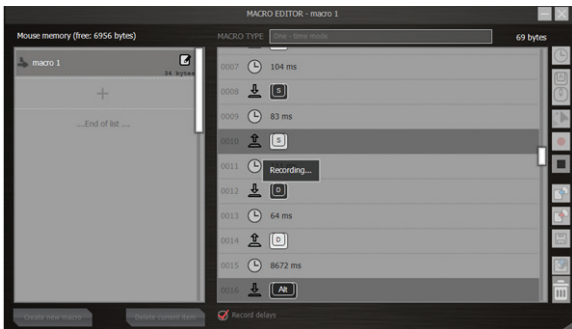 MACRO EDITOR - macro 1
Mouse memory (free: 6956 bytes)
MACRO TYPE One - time mode 69 bytes
macro 1
34 bytes
....End of list ....
0007 104 ms
0008 S
0009 83 ms
0010 S
0011
Recording...
0012 D
0013 64 ms
0014 D
0015 8672 ms
0016 Alt
Create new macro Delete current item Record delays